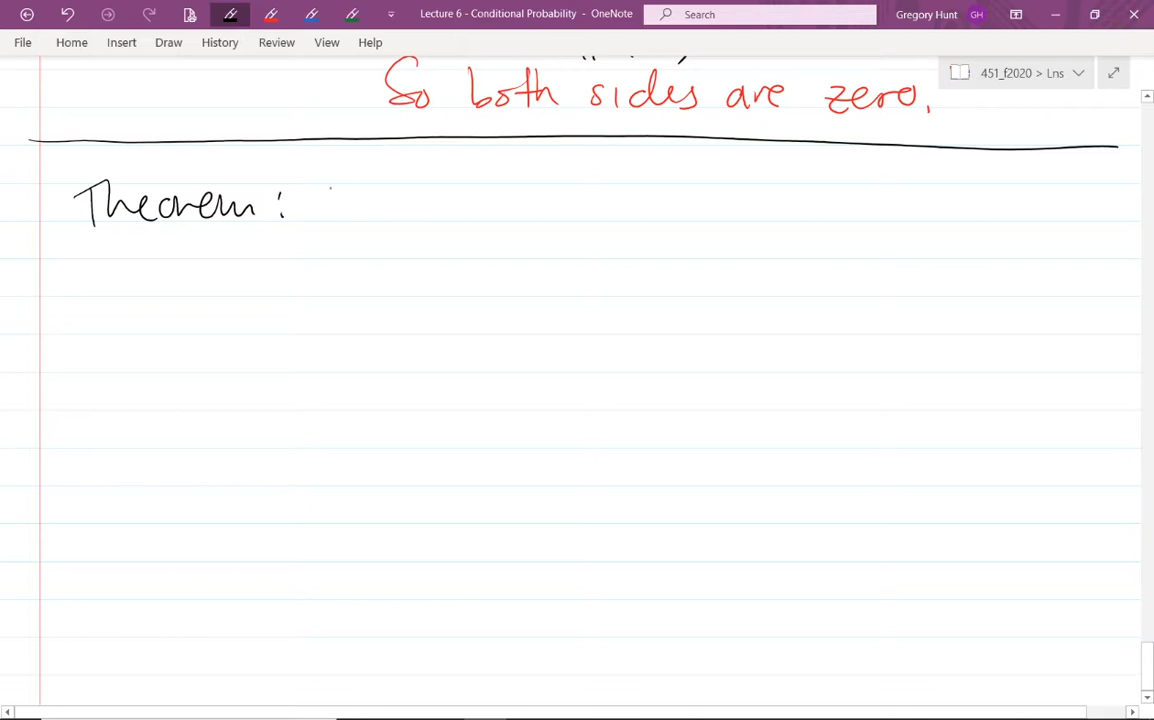 Lecture 6 - Conditional Probability - OneNote
Search
Gregory Hunt GH
File Home Insert Draw History Review View Help
451_f2020 > Lns
So both sides are zero.
Theorem :